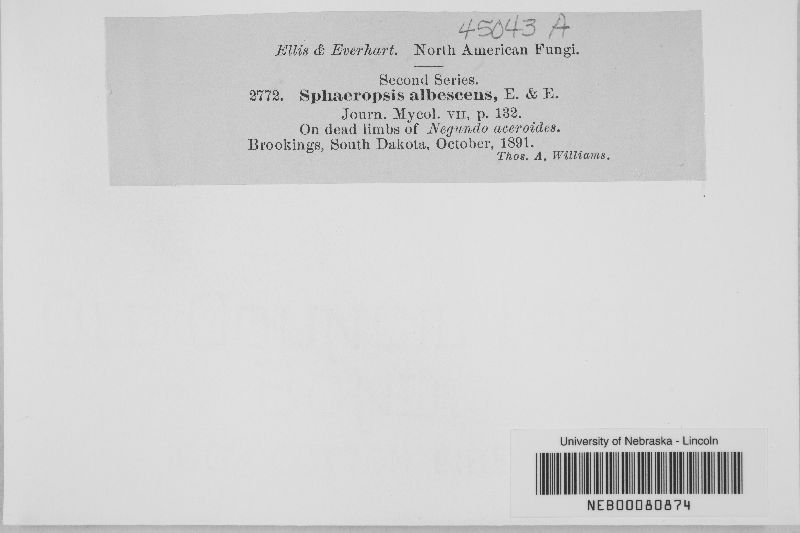 45043 A
Ellis & Everhart. North American Fungi.
Second Series.
2772. Sphaeropsis albescens, E. & E.
Journ. Mycol. VII, p. 132.
On dead limbs of Negundo aceroides.
Brookings, South Dakota, October, 1891.
Thos. A. Williams.
University of Nebraska - Lincoln
NEB00080874